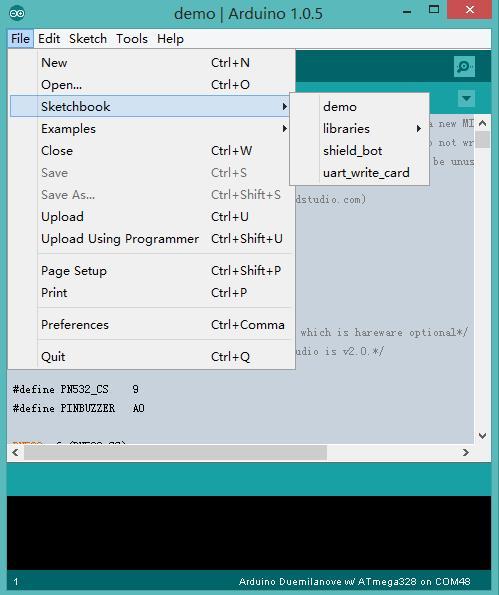 demo | Arduino 1.0.5
File Edit Sketch Tools Help
New Ctrl+N
Open... Ctrl+O
Sketchbook
Examples
Close Ctrl+W
Save Ctrl+S
Save As... Ctrl+Shift+S
Upload Ctrl+U
Upload Using Programmer Ctrl+Shift+U
Page Setup Ctrl+Shift+P
Print Ctrl+P
Preferences Ctrl+Comma
Quit Ctrl+Q
demo
libraries
shield_bot
uart_write_card
a new MI
o not wr
be unus
dstudio.com)
which is hareware optional*/
udio is v2.0.*/
#define PN532_CS 9
#define PINBUZZER A0
1 Arduino Duemilanove w/ ATmega328 on COM48